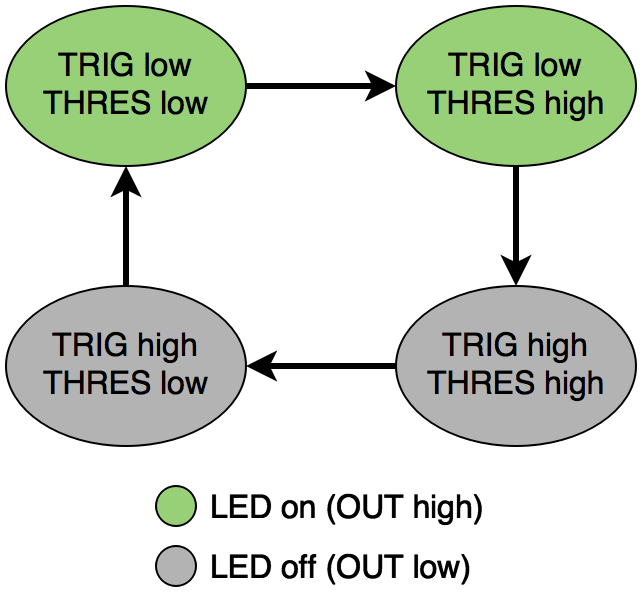 TRIG low
THRES low
TRIG low
THRES high
TRIG high
THRES low
TRIG high
THRES high
LED on (OUT high)
LED off (OUT low)